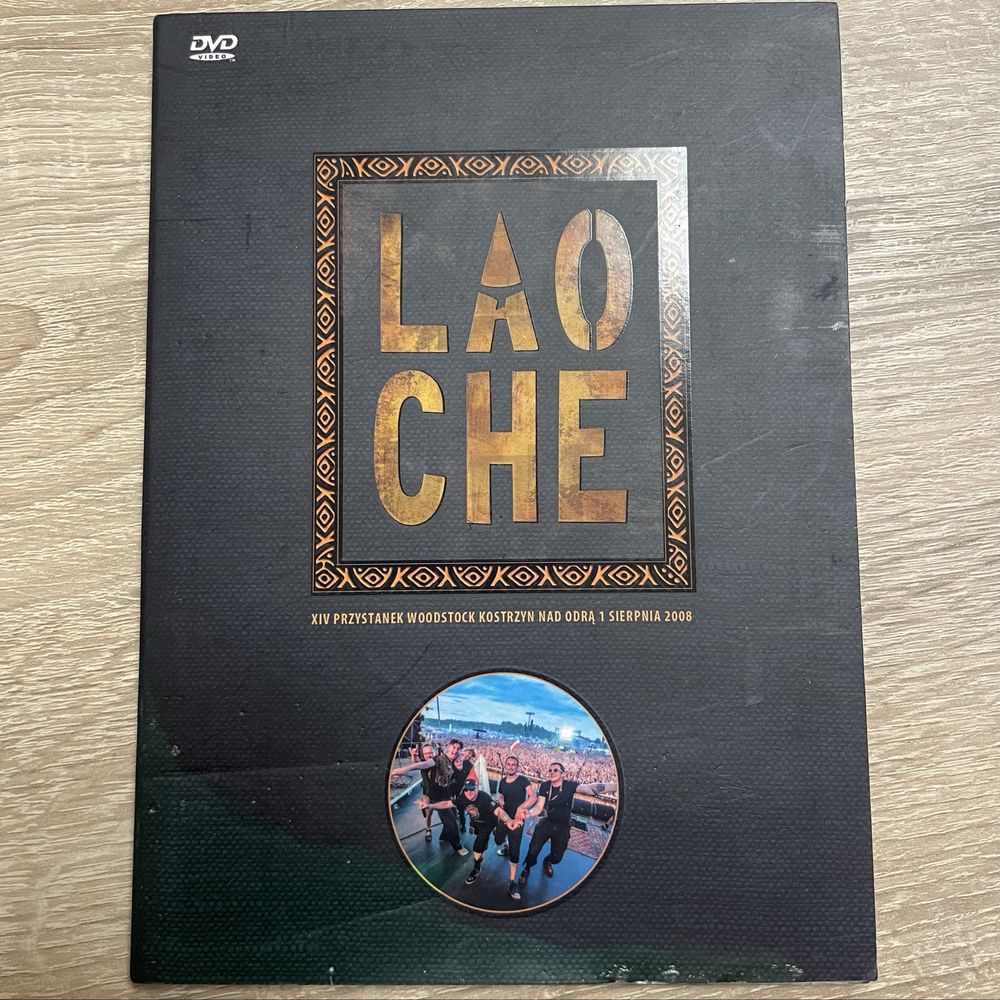 DVD
VIDEO
LAO
CHE
XIV PRZYSTANEK WOODSTOCK KOSTRZYN NAD ODRĄ 1 SIERPNIA 2008